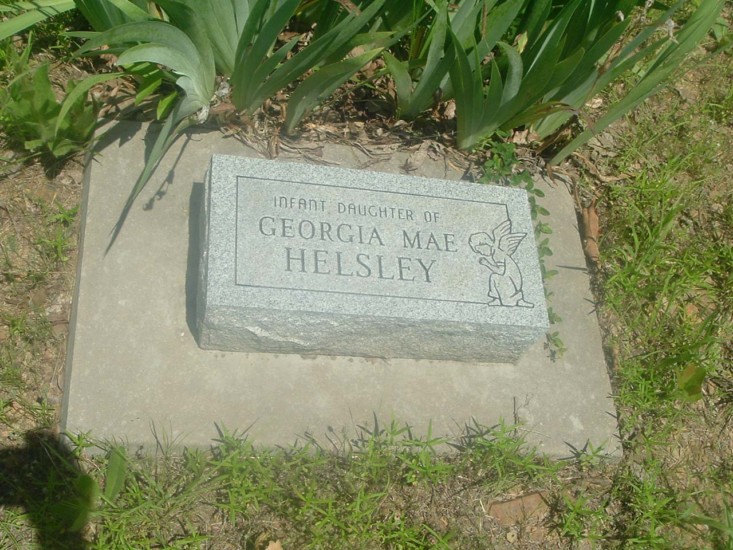 INFANT DAUGHTER OF
GEORGIA MAE
HELSLEY